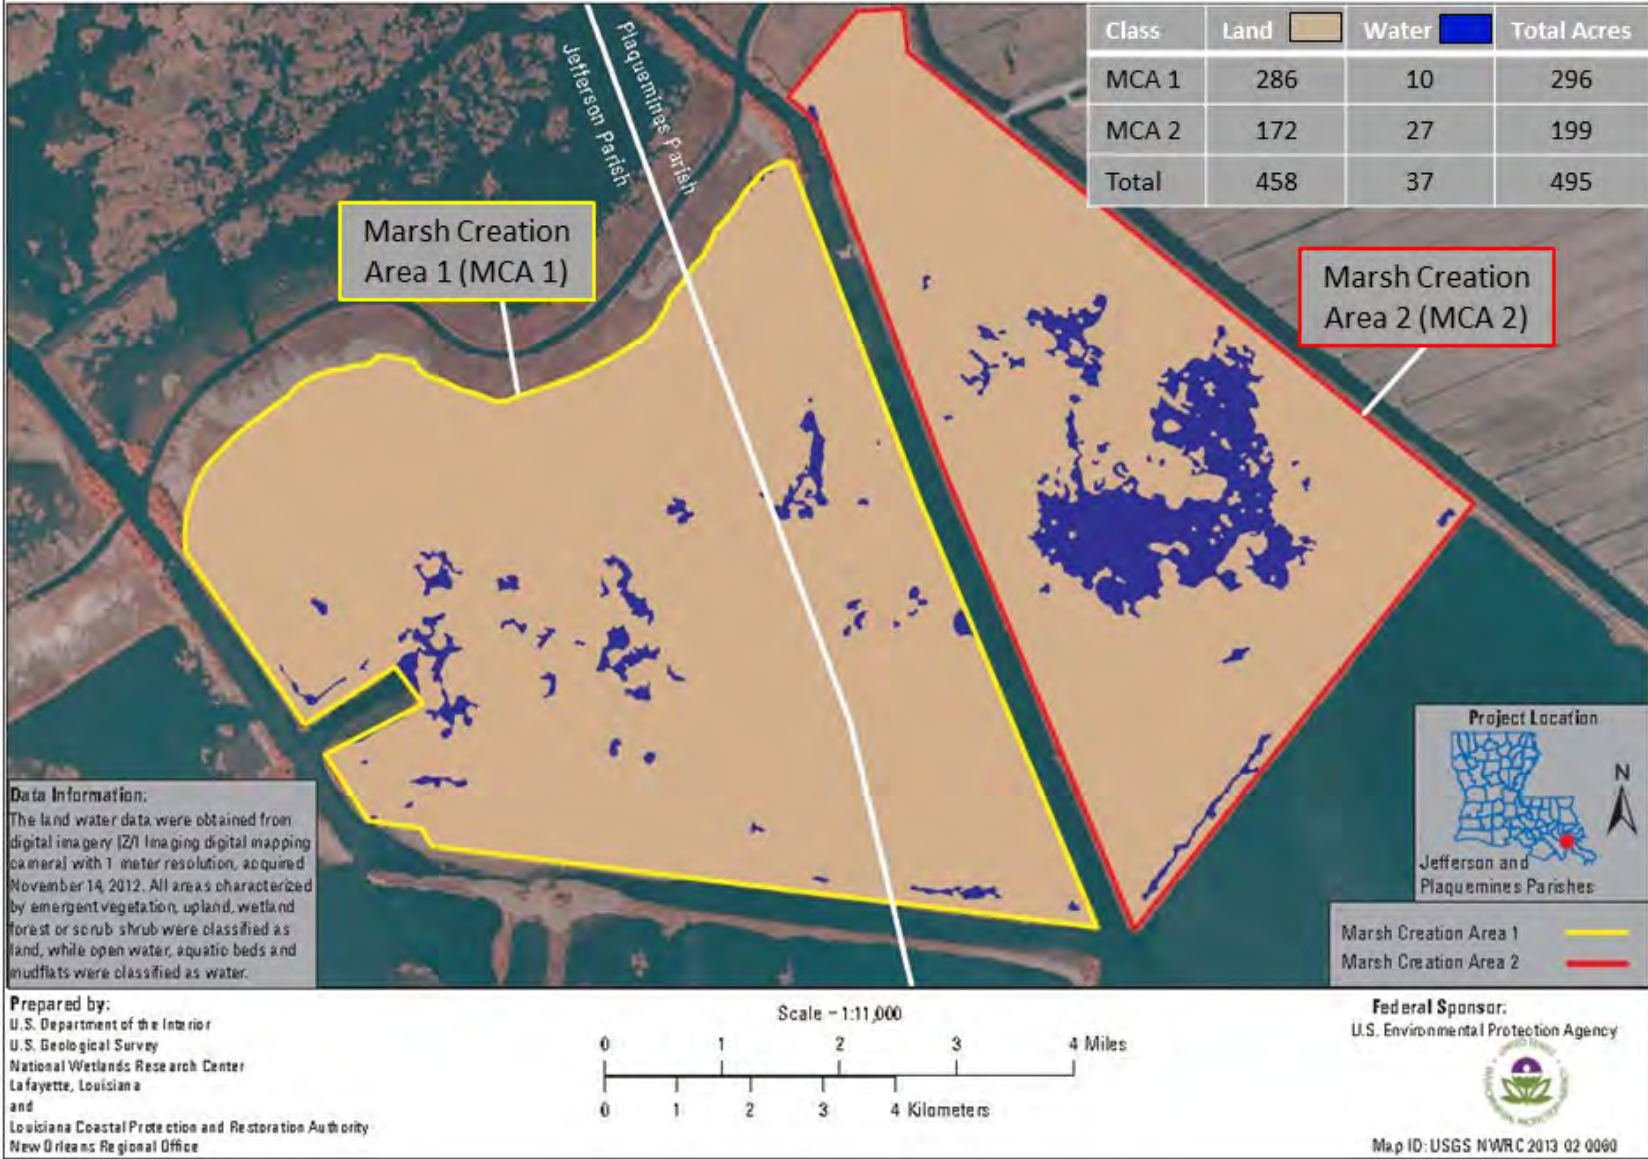 Class Land Water Total Acres
MCA 1 286 10 296
MCA 2 172 27 199
Total 458 37 495
Plaquemines Parish
Jefferson Parish
Marsh Creation
Area 1 (MCA 1)
Marsh Creation
Area 2 (MCA 2)
Project Location
N
Jefferson and
Plaquemines Parishes
Marsh Creation Area 1
Marsh Creation Area 2
Data Information:
The land water data were obtained from
digital imagery (Z/I Imaging digital mapping
camera) with 1 meter resolution, acquired
November 14, 2012. All areas characterized
by emergent vegetation, upland, wetland
forest or scrub shrub were classified as
land, while open water, aquatic beds and
mudflats were classified as water.
Prepared by:
U.S. Department of the Interior
U.S. Geological Survey
National Wetlands Research Center
Lafayette, Louisiana
and
Louisiana Coastal Protection and Restoration Authority
New Orleans Regional Office
Scale - 1:11,000
0 1 2 3 4 Miles
0 1 2 3 4 Kilometers
Federal Sponsor:
U.S. Environmental Protection Agency
Map ID: USGS NWRC 2013 02 0060